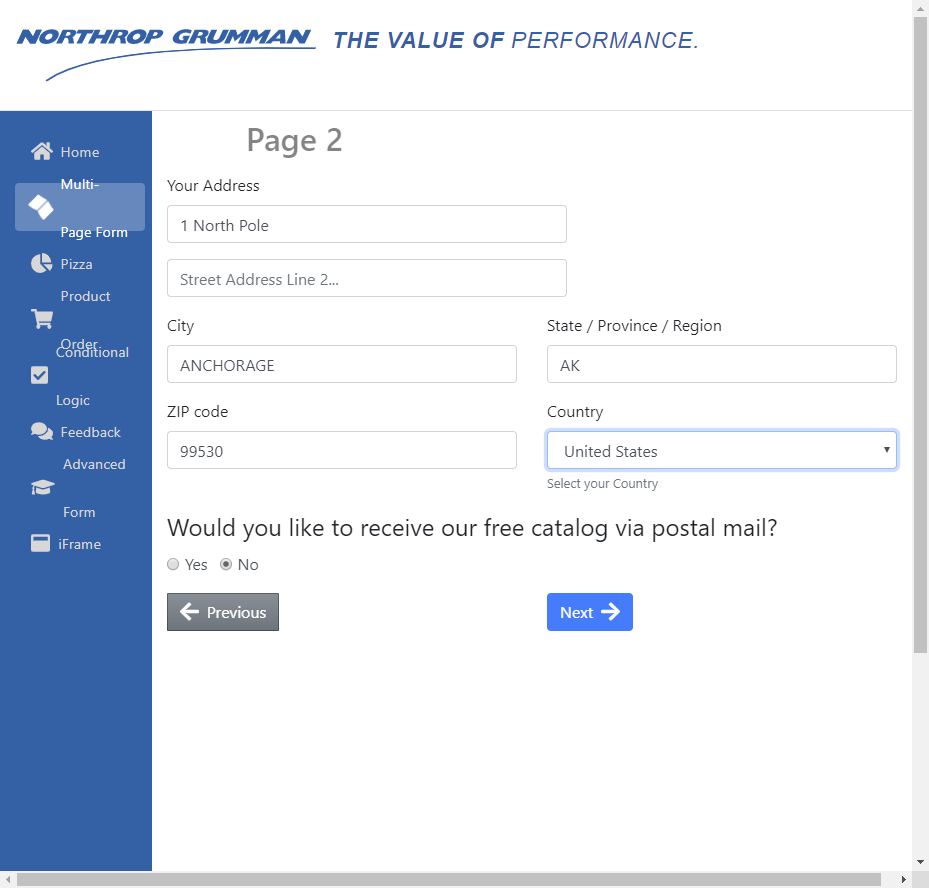 NORTHROP GRUMMAN THE VALUE OF PERFORMANCE.
Home
Multi-
Page Form
Pizza
Product
Order
Conditional
Logic
Feedback
Advanced
Form
iFrame
Page 2
Your Address
1 North Pole
Street Address Line 2...
City State / Province / Region
ANCHORAGE AK
ZIP code Country
99530 United States
Select your Country
Would you like to receive our free catalog via postal mail?
Yes No
Previous Next